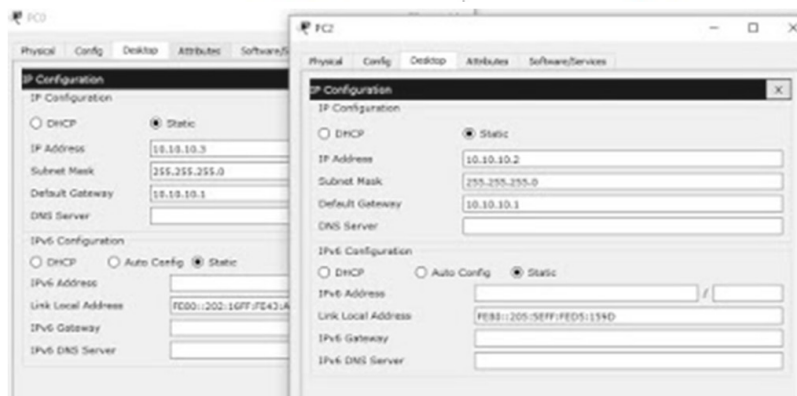 PC0
Physical Config Desktop Attributes Software/S
IP Configuration
IP Configuration
DHCP Static
IP Address 10.10.10.3
Subnet Mask 255.255.255.0
Default Gateway 10.10.10.1
DNS Server
IPv6 Configuration
DHCP Auto Config Static
IPv6 Address
Link Local Address FE80::202:16FF:FE43:A
IPv6 Gateway
IPv6 DNS Server
PC2
Physical Config Desktop Attributes Software/Services
IP Configuration X
IP Configuration
DHCP Static
IP Address 10.10.10.2
Subnet Mask 255.255.255.0
Default Gateway 10.10.10.1
DNS Server
IPv6 Configuration
DHCP Auto Config Static
IPv6 Address /
Link Local Address FE80::205:5EFF:FED5:159D
IPv6 Gateway
IPv6 DNS Server